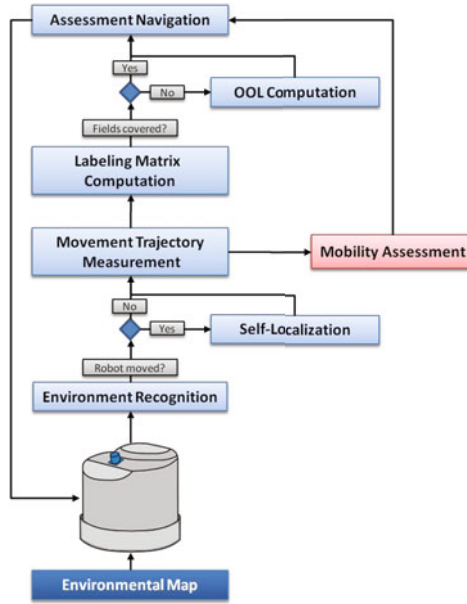 Assessment Navigation
Yes
No
OOL Computation
Fields covered?
Labeling Matrix
Computation
Movement Trajectory
Measurement
Mobility Assessment
No
Yes
Self-Localization
Robot moved?
Environment Recognition
Environmental Map